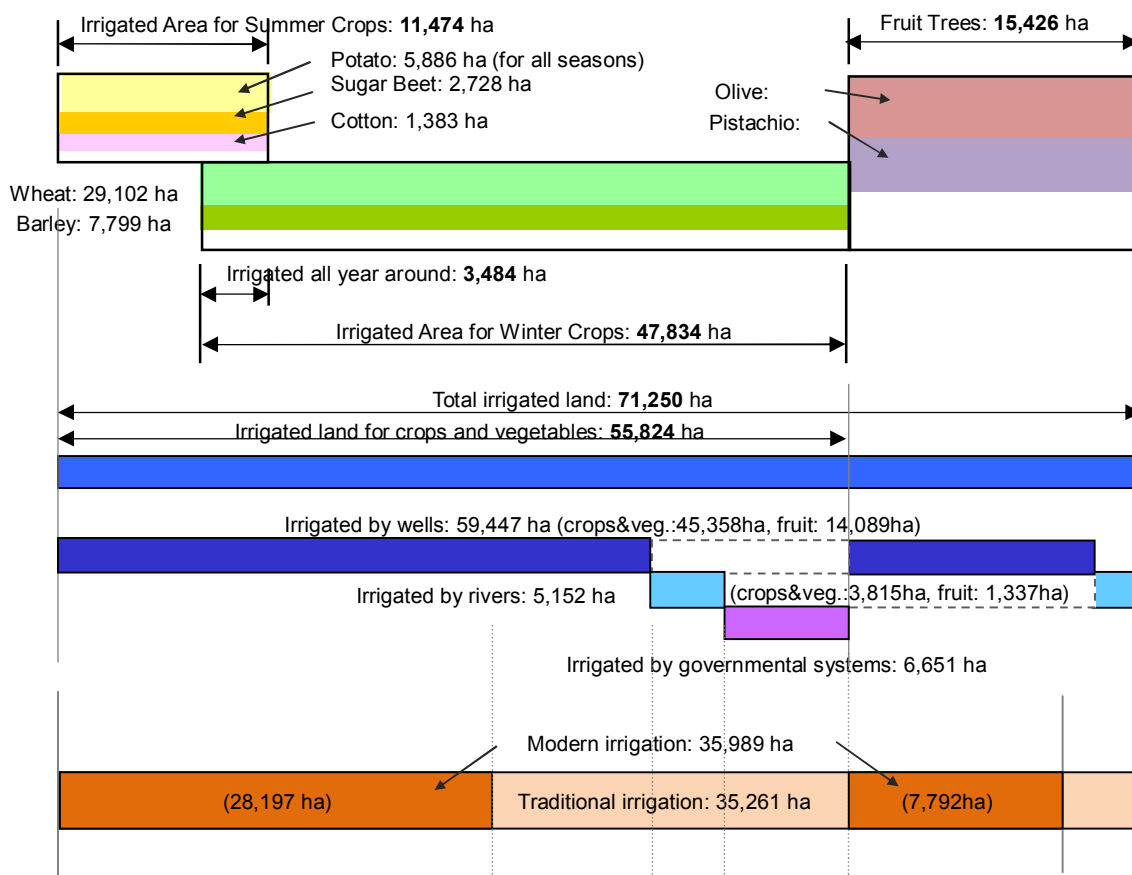 Irrigated Area for Summer Crops: 11,474 ha
Fruit Trees: 15,426 ha
Potato: 5,886 ha (for all seasons)
Sugar Beet: 2,728 ha
Cotton: 1,383 ha
Olive:
Pistachio:
Wheat: 29,102 ha
Barley: 7,799 ha
Irrigated all year around: 3,484 ha
Irrigated Area for Winter Crops: 47,834 ha
Total irrigated land: 71,250 ha
Irrigated land for crops and vegetables: 55,824 ha
Irrigated by wells: 59,447 ha (crops&veg.:45,358ha, fruit: 14,089ha)
Irrigated by rivers: 5,152 ha (crops&veg.:3,815ha, fruit: 1,337ha)
Irrigated by governmental systems: 6,651 ha
Modern irrigation: 35,989 ha
(28,197 ha) Traditional irrigation: 35,261 ha (7,792ha)